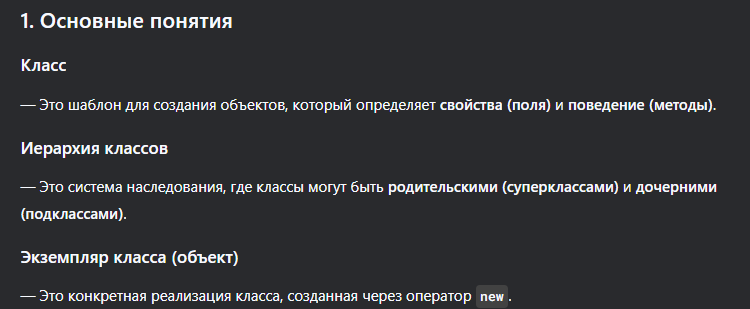 1. Основные понятия
Класс
— Это шаблон для создания объектов, который определяет свойства (поля) и поведение (методы).
Иерархия классов
— Это система наследования, где классы могут быть родительскими (суперклассами) и дочерними
(подклассами).
Экземпляр класса (объект)
— Это конкретная реализация класса, созданная через оператор new.